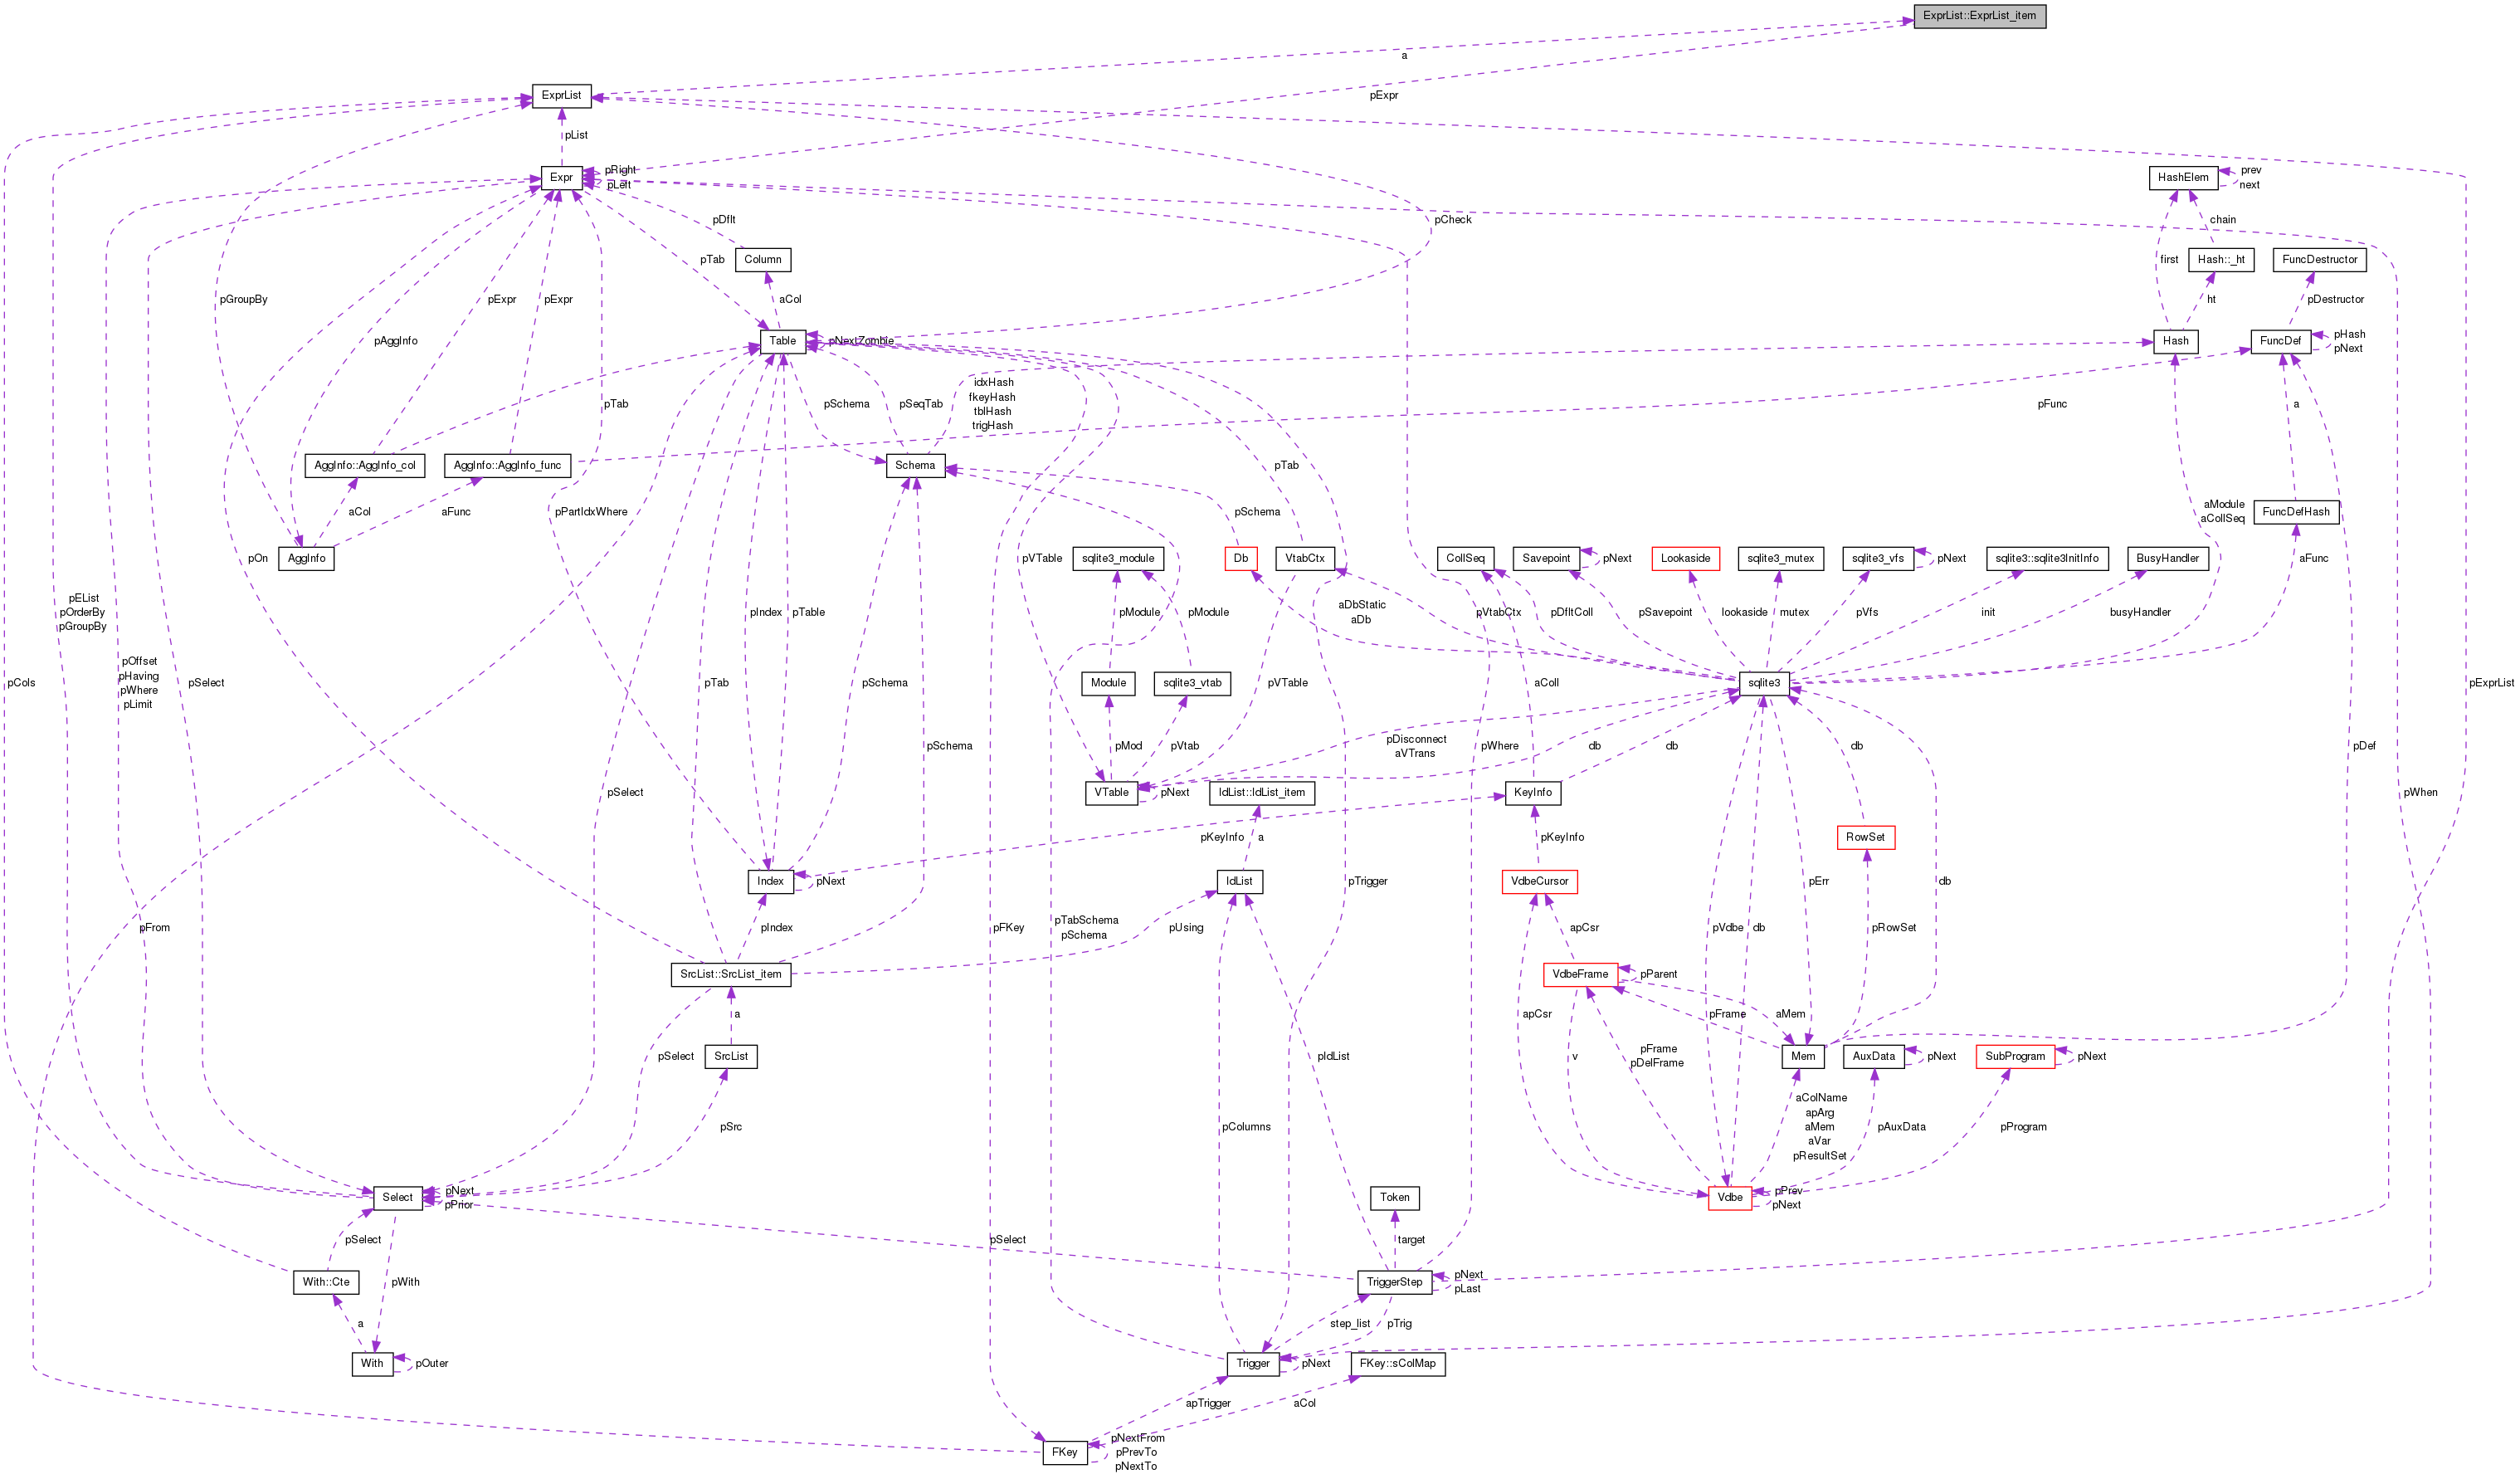 ExprList::ExprList_item
a
pExpr
ExprList
pList
Expr
pRight
pLeft
HashElem
prev
next
pDflt
pCheck
chain
pTab
Column
first
Hash::_ht
FuncDestructor
pGroupBy
pExpr
pExpr
aCol
ht
pDestructor
pAggInfo
Table
pNextZombie
Hash
FuncDef
pHash
pNext
pTab
pSchema
pSeqTab
idxHash
fkeyHash
tblHash
trigHash
pFunc
a
AggInfo::AggInfo_col
AggInfo::AggInfo_func
Schema
pTab
aCol
aFunc
pPartIdxWhere
pSchema
aModule
aCollSeq
FuncDefHash
AggInfo
pOn
pVTable
sqlite3_module
Db
VtabCtx
CollSeq
Savepoint
pNext
Lookaside
sqlite3_mutex
sqlite3_vfs
pNext
sqlite3::sqlite3InitInfo
BusyHandler
aFunc
pEList
pOrderBy
pGroupBy
pIndex
pTable
pModule
pModule
aDbStatic
aDb
pVtabCtx
pDfltColl
pSavepoint
lookaside
mutex
pVfs
init
busyHandler
pCols
pOffset
pHaving
pWhere
pLimit
pSelect
pTab
pSchema
Module
sqlite3_vtab
pVTable
aColl
sqlite3
pExprList
pSchema
pMod
pVtab
pDisconnect
aVTrans
pWhere
db
db
db
pDef
pSelect
VTable
pNext
IdList::IdList_item
KeyInfo
pWhen
pKeyInfo
a
pKeyInfo
RowSet
Index
pNext
IdList
pTrigger
VdbeCursor
pErr
db
pFrom
pIndex
pFKey
pTabSchema
pSchema
pUsing
apCsr
pVdbe
db
pRowSet
SrcList::SrcList_item
VdbeFrame
pParent
a
apCsr
pFrame
aMem
pSelect
SrcList
pIdList
v
pFrame
pDelFrame
Mem
AuxData
pNext
SubProgram
pNext
pSrc
pColumns
aColName
apArg
aMem
aVar
pResultSet
pAuxData
pProgram
Select
pNext
pPrior
Token
Vdbe
pPrev
pNext
pSelect
pSelect
target
With::Cte
pWith
TriggerStep
pNext
pLast
a
step_list
pTrig
With
pOuter
Trigger
pNext
FKey::sColMap
apTrigger
aCol
FKey
pNextFrom
pPrevTo
pNextTo